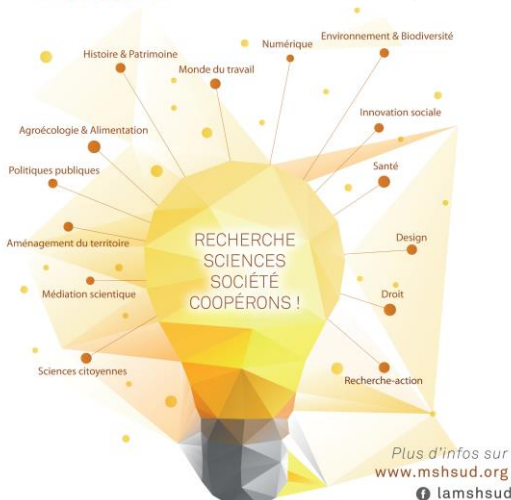 Histoire & Patrimoine
Monde du travail
Numérique
Environnement & Biodiversité
Agroécologie & Alimentation
Innovation sociale
Politiques publiques
Santé
Aménagement du territoire
Design
Médiation scientifique
Droit
Sciences citoyennes
Recherche-action
RECHERCHE
SCIENCES
SOCIÉTÉ
COOPÉRONS !
Plus d'infos sur
www.mshsud.org
lamshsud